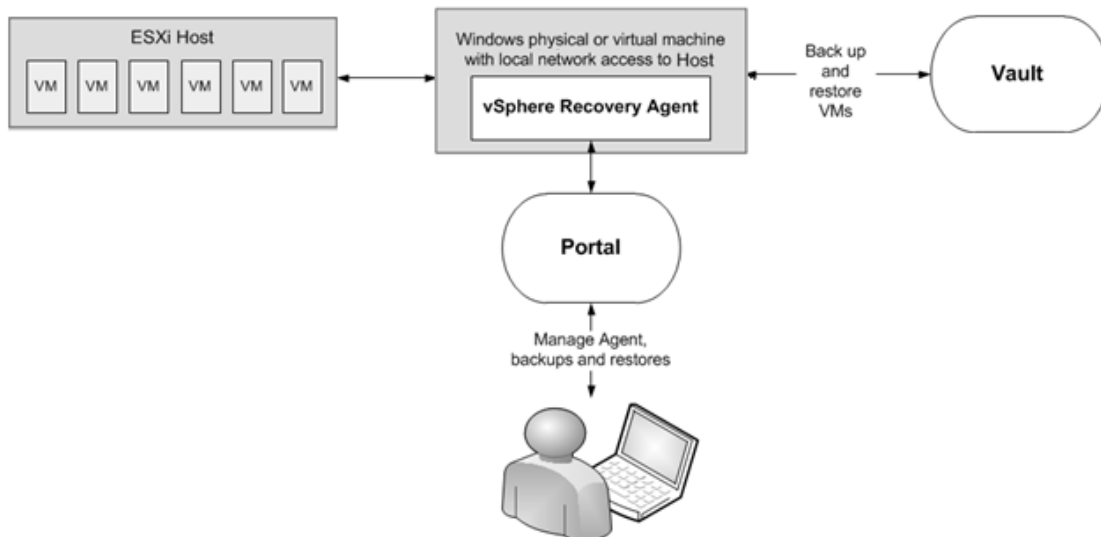 ESXi Host
VM VM VM VM VM VM
Windows physical or virtual machine
with local network access to Host
vSphere Recovery Agent
Back up
and
restore
VMs
Vault
Portal
Manage Agent,
backups and restores